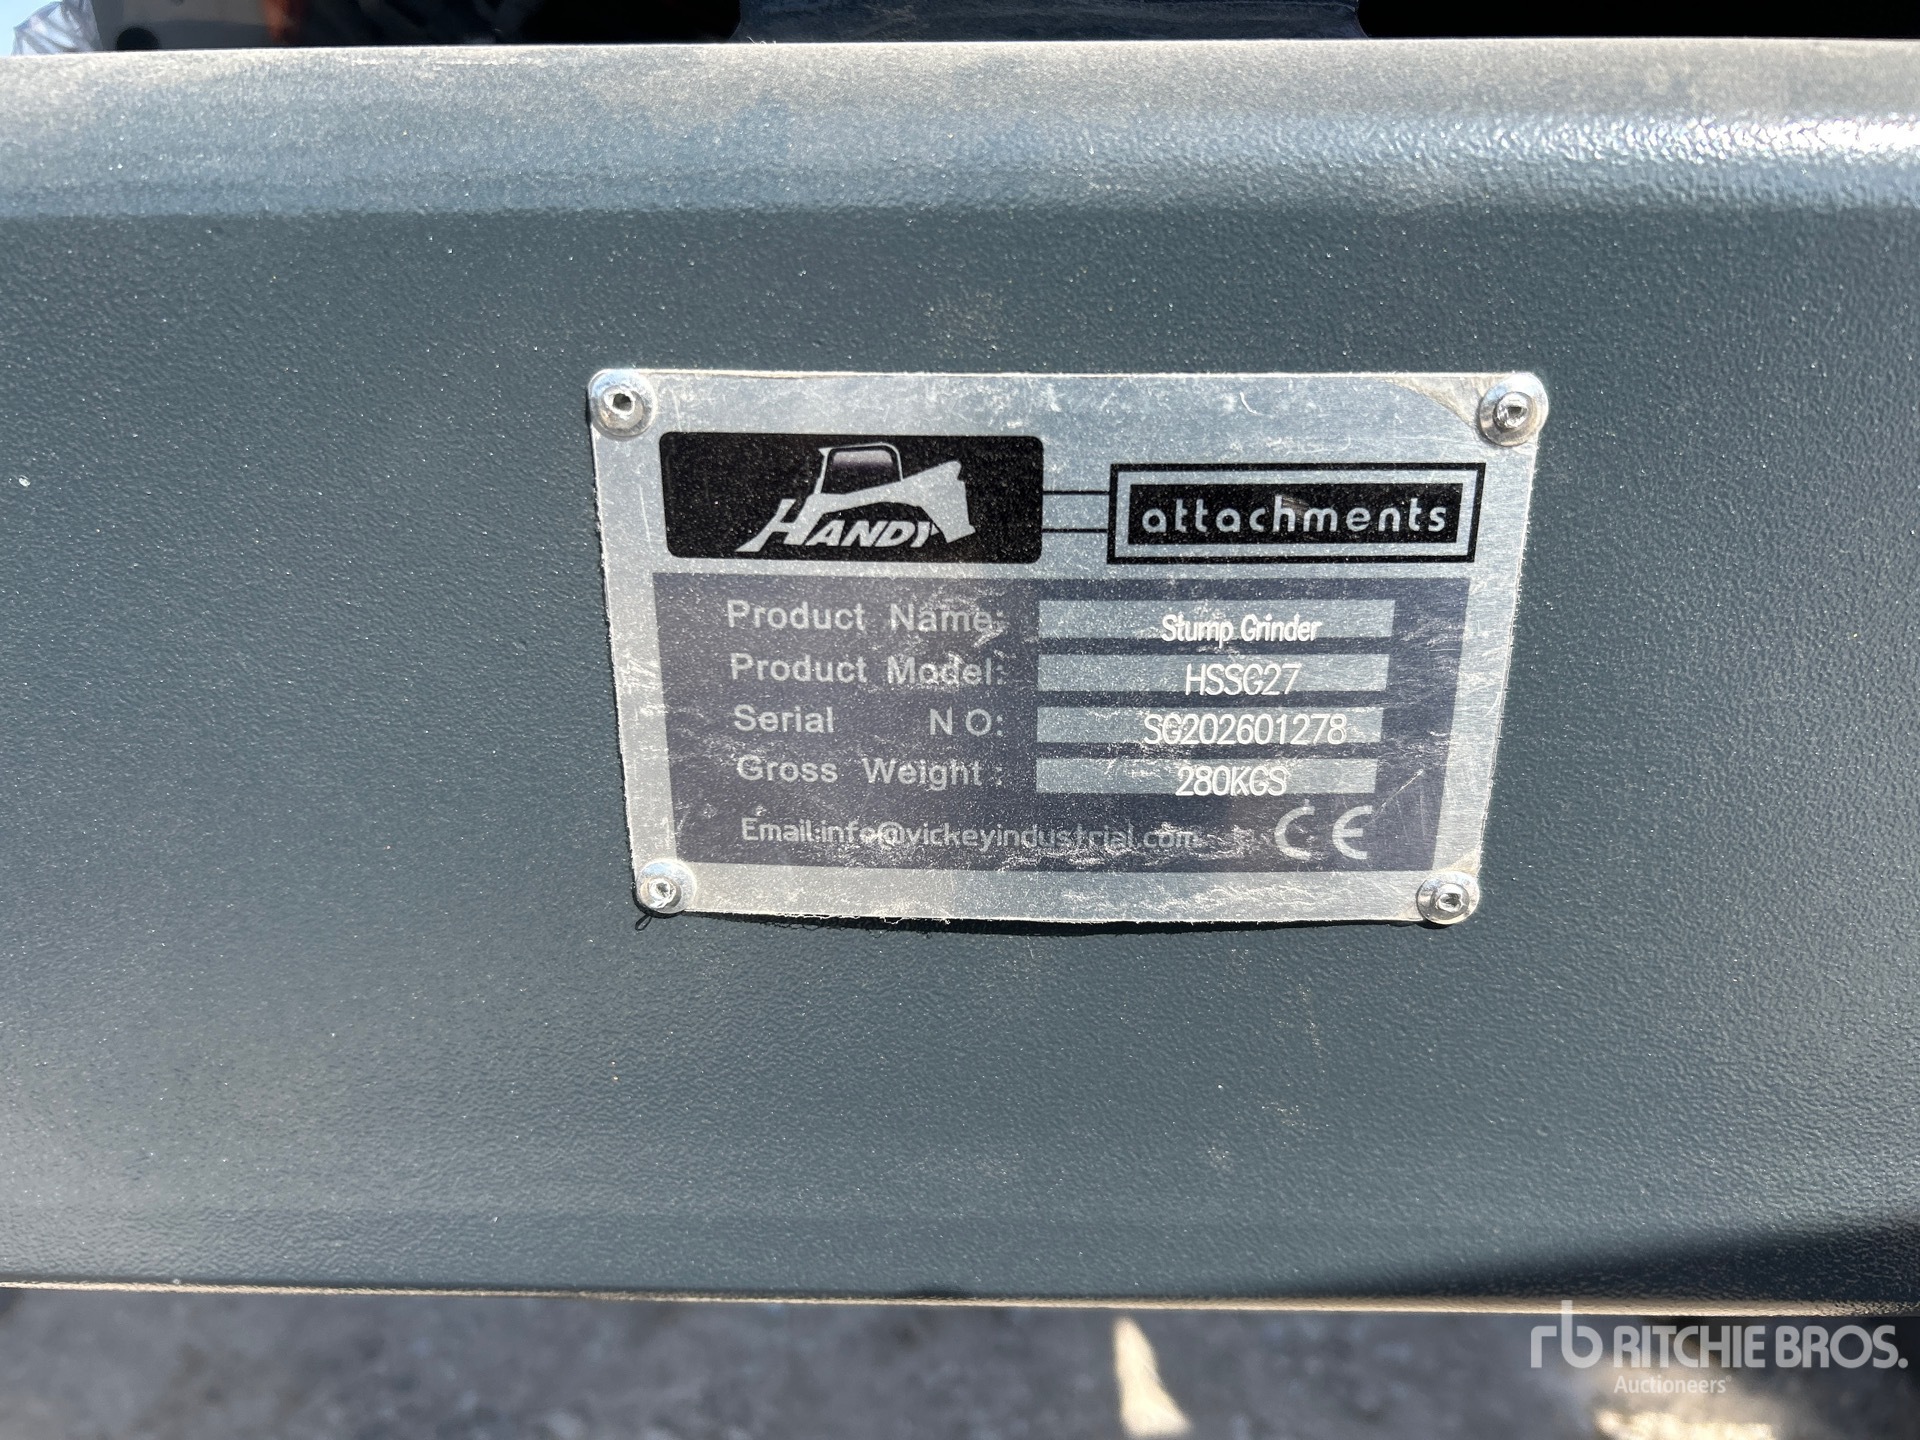 HANDY attachments
Product Name: Stump Grinder
Product Model: HSSG27
Serial NO: SG202601278
Gross Weight: 280KGS
Email:info@vickeyindustrial.com CE
rb RITCHIE BROS.
Auctioneers